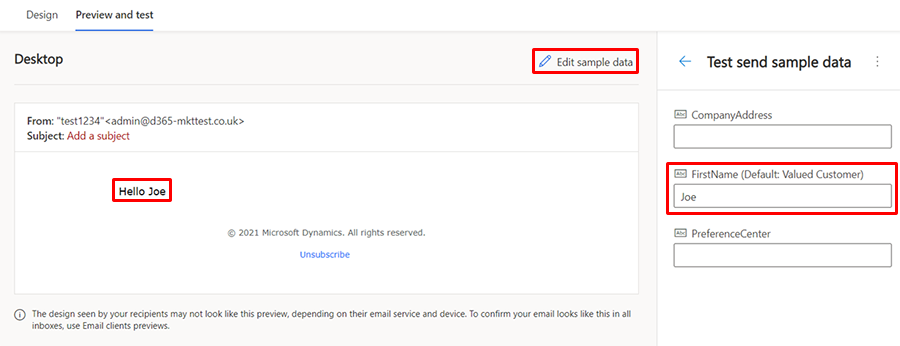 Design Preview and test
Desktop
Edit sample data
From: "test1234"<admin@d365-mkttest.co.uk>
Subject: Add a subject
Hello Joe
© 2021 Microsoft Dynamics. All rights reserved.
Unsubscribe
The design seen by your recipients may not look like this preview, depending on their email service and device. To confirm your email looks like this in all
inboxes, use Email clients previews.
Test send sample data
Abc CompanyAddress
Abc FirstName (Default: Valued Customer)
Joe
Abc PreferenceCenter